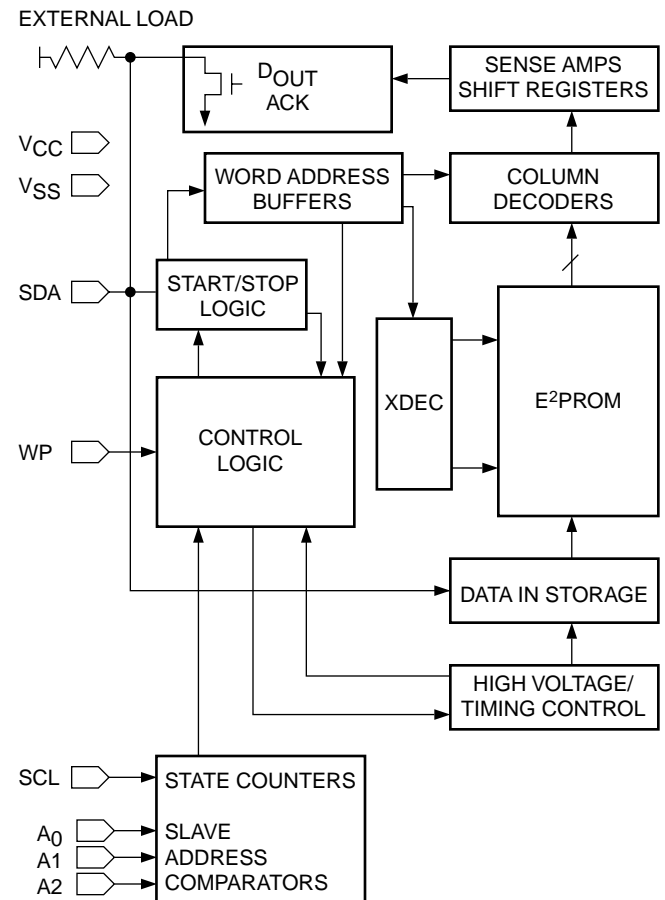 EXTERNAL LOAD
DOUT
ACK
SENSE AMPS
SHIFT REGISTERS
VCC
VSS
WORD ADDRESS
BUFFERS
COLUMN
DECODERS
SDA
START/STOP
LOGIC
XDEC
E²PROM
WP
CONTROL
LOGIC
DATA IN STORAGE
HIGH VOLTAGE/
TIMING CONTROL
SCL
STATE COUNTERS
A0
SLAVE
A1
ADDRESS
A2
COMPARATORS